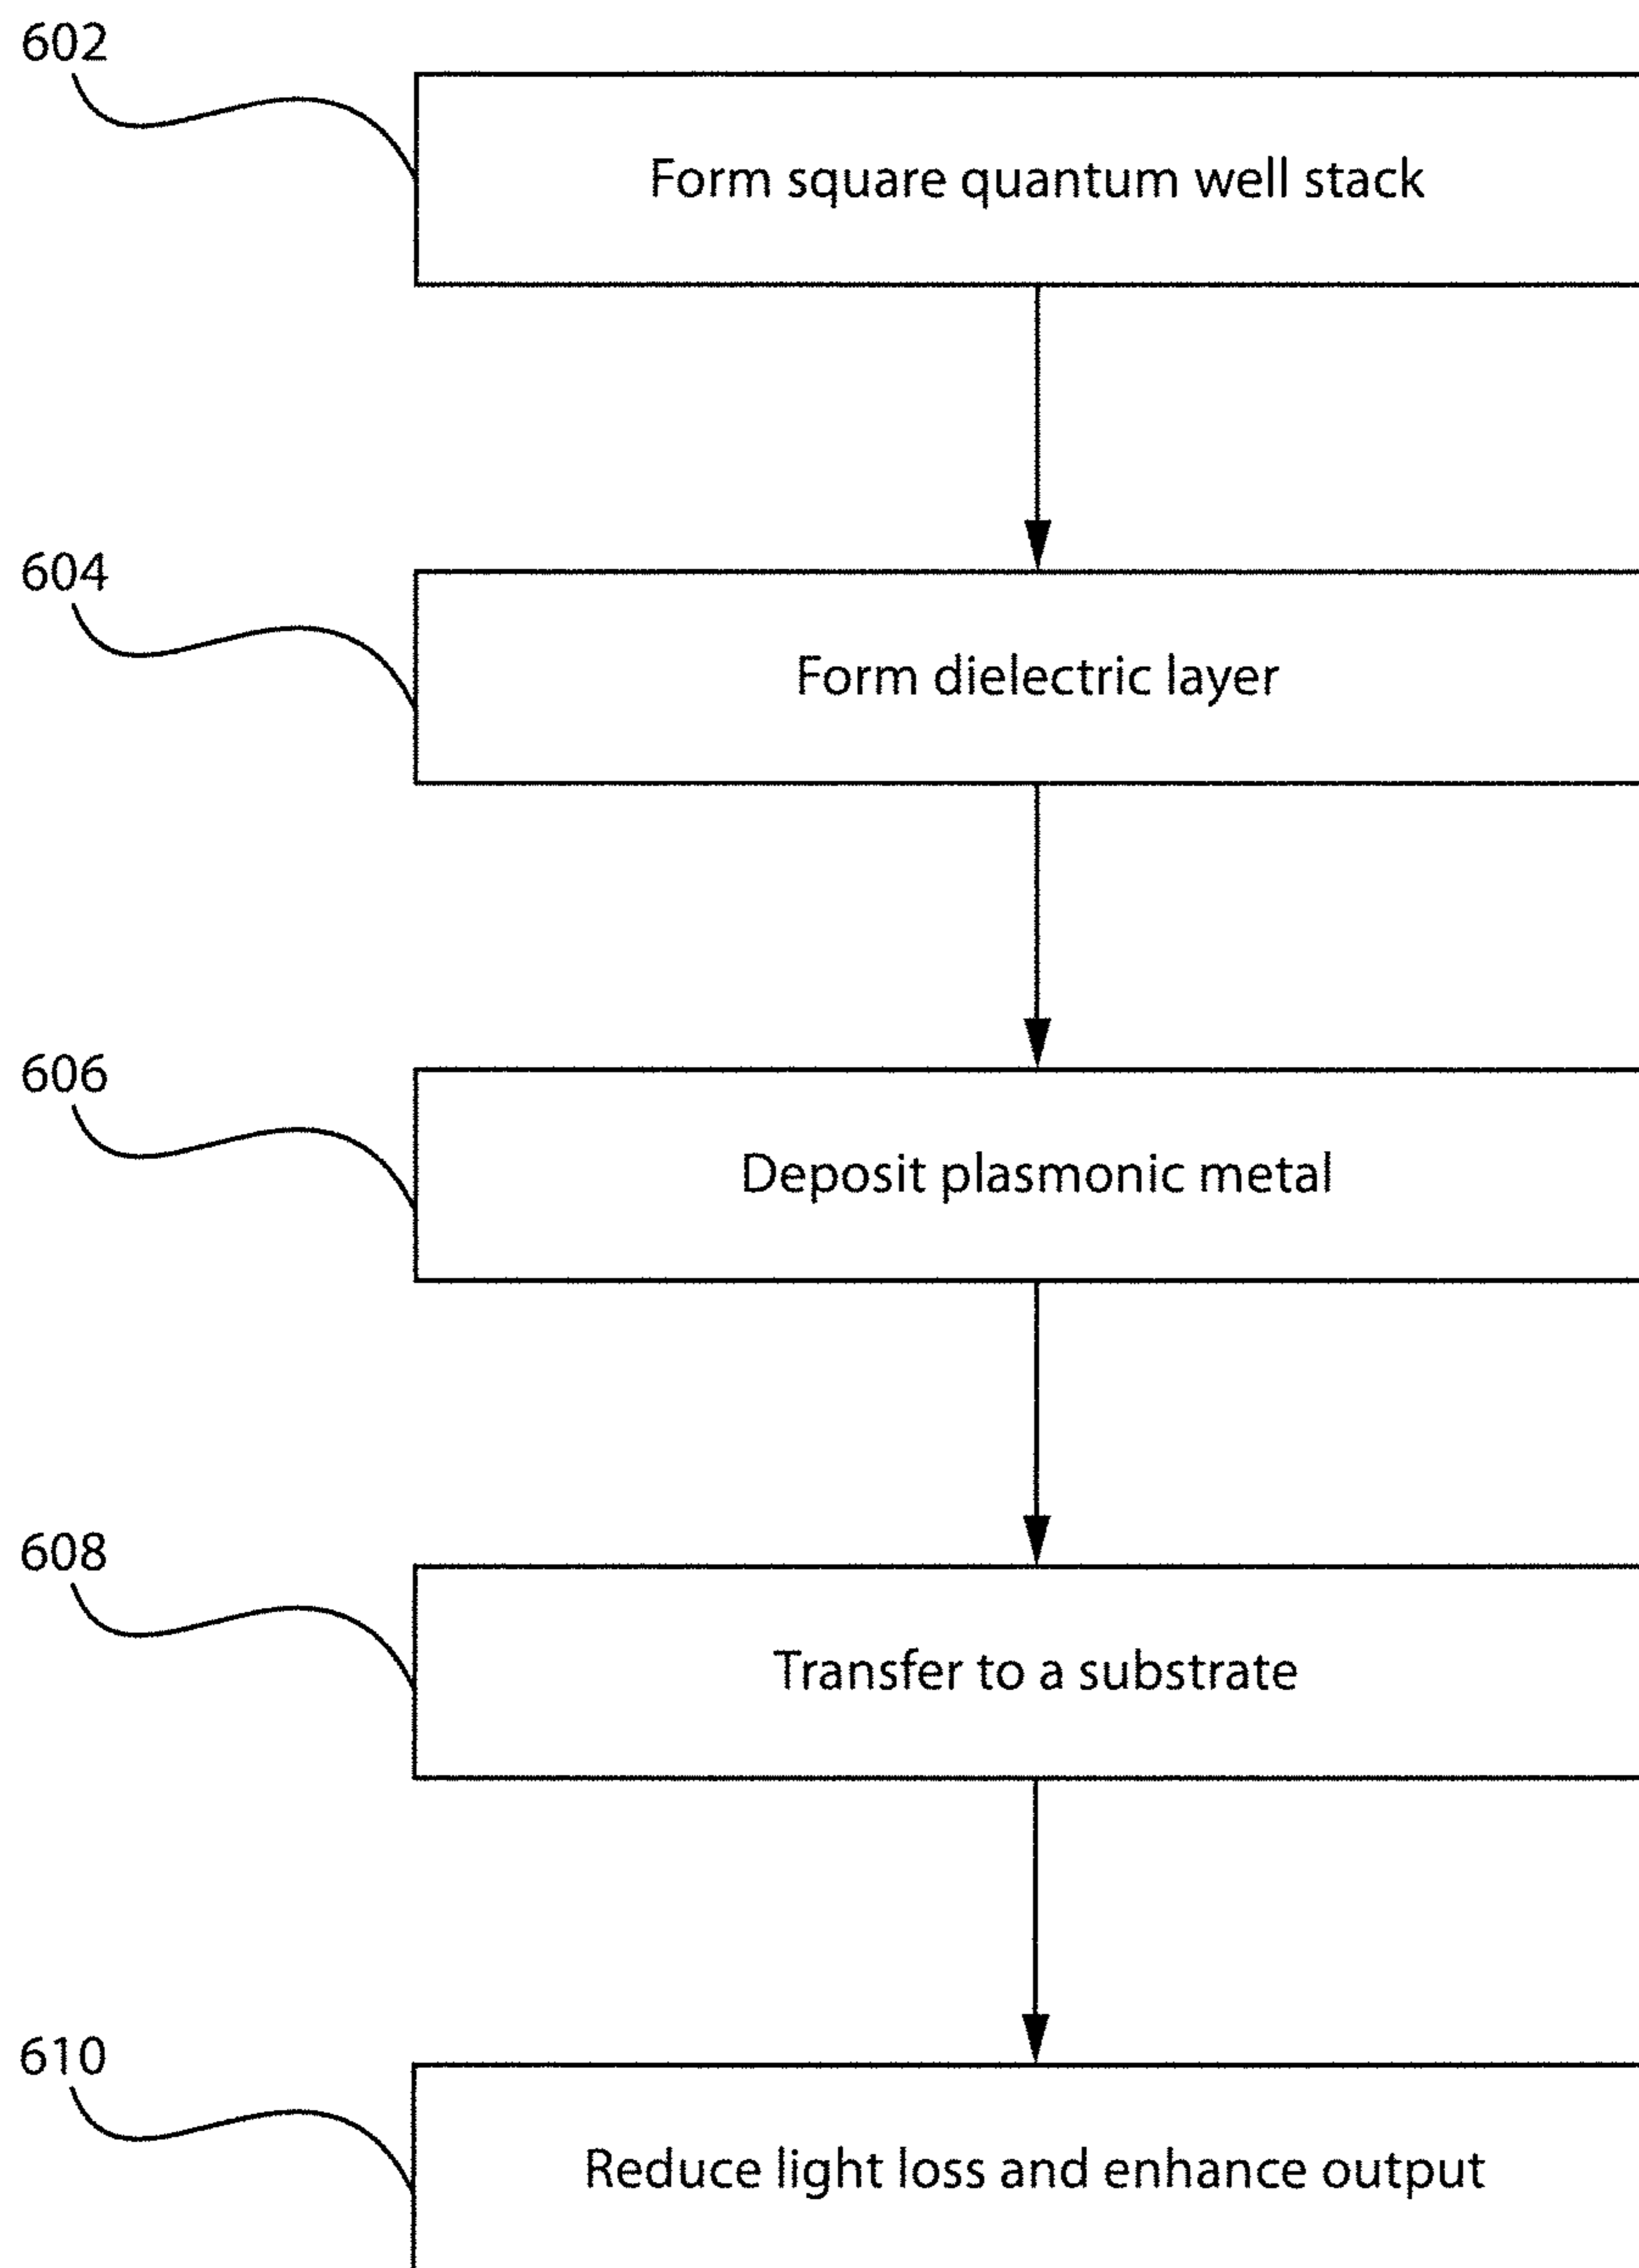 602
Form square quantum well stack
604
Form dielectric layer
606
Deposit plasmonic metal
608
Transfer to a substrate
610
Reduce light loss and enhance output